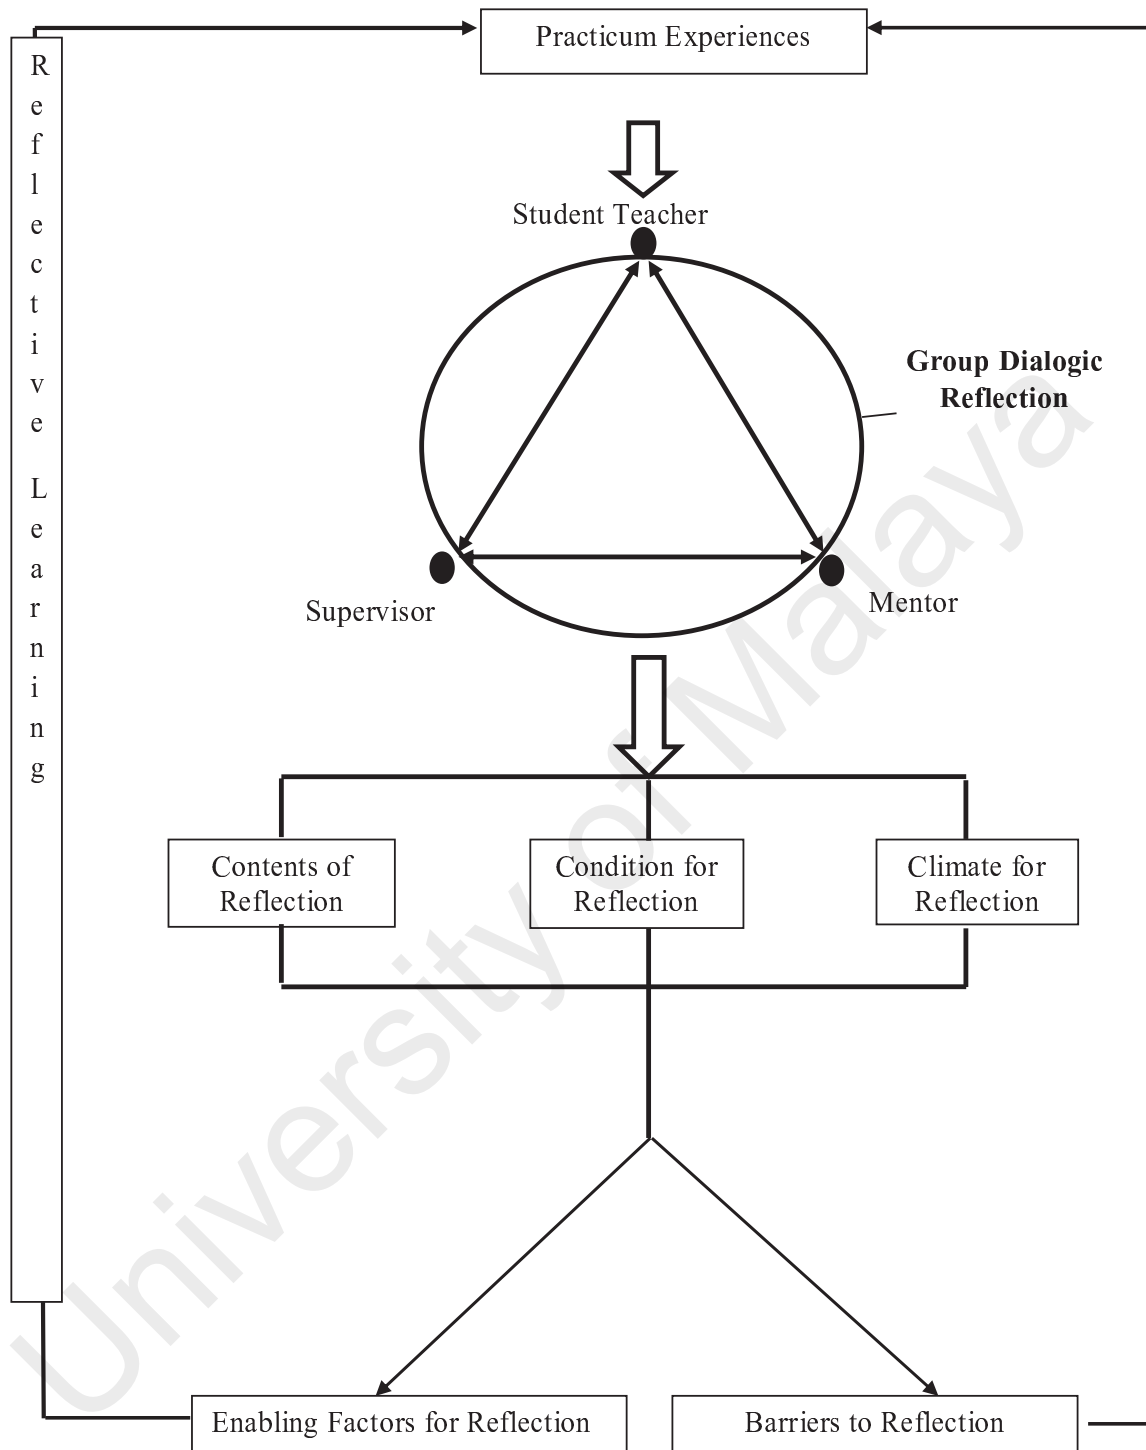 Practicum Experiences
Reflective Learning
Student Teacher
Group Dialogic
Reflection
Supervisor
Mentor
Contents of
Reflection
Condition for
Reflection
Climate for
Reflection
Enabling Factors for Reflection
Barriers to Reflection
University of Malaya